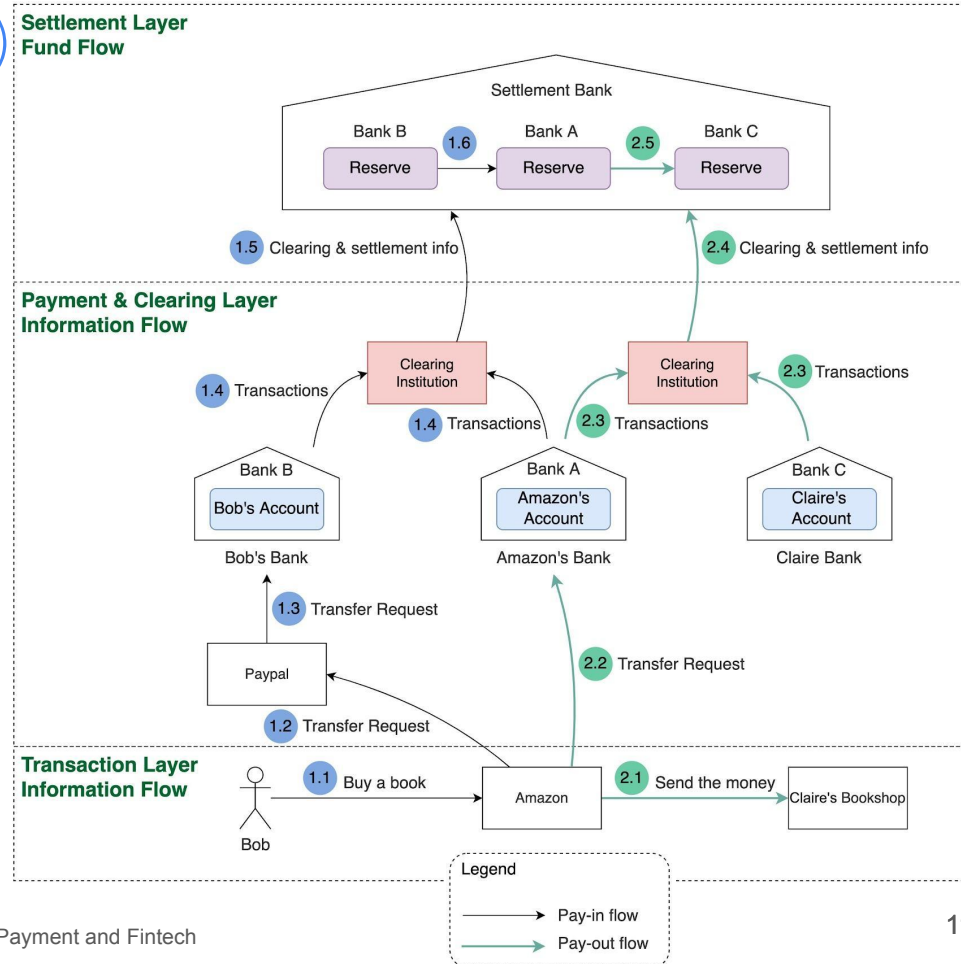 Settlement Layer
Fund Flow
Settlement Bank
Bank B
Bank A
Bank C
1.6
2.5
Reserve
Reserve
Reserve
1.5 Clearing & settlement info
2.4 Clearing & settlement info
Payment & Clearing Layer
Information Flow
Clearing
Institution
Clearing
Institution
1.4 Transactions
1.4 Transactions
2.3 Transactions
2.3 Transactions
Bank B
Bob's Account
Bob's Bank
Bank A
Amazon's
Account
Amazon's Bank
Bank C
Claire's
Account
Claire Bank
1.3 Transfer Request
Paypal
2.2 Transfer Request
1.2 Transfer Request
Transaction Layer
Information Flow
Bob
1.1 Buy a book
Amazon
2.1 Send the money
Claire's Bookshop
Legend
Pay-in flow
Pay-out flow
Payment and Fintech
1